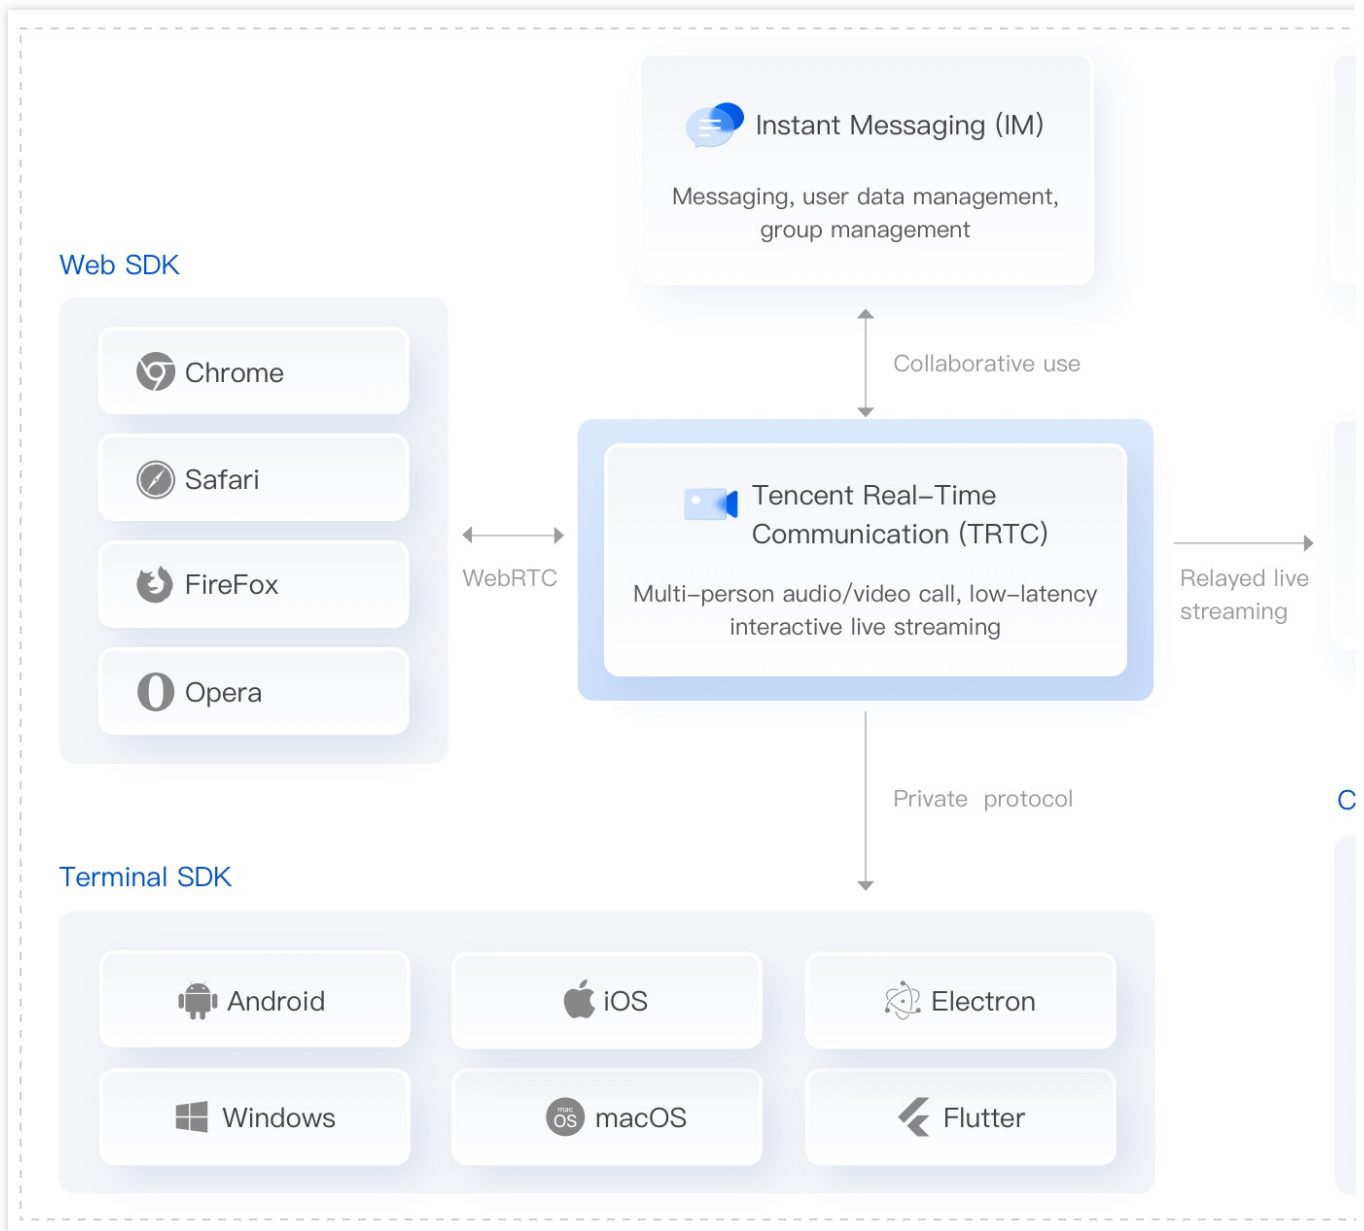 Instant Messaging (IM)
Messaging, user data management,
group management
Web SDK
Chrome
Safari
FireFox
Opera
Collaborative use
WebRTC
Tencent Real-Time
Communication (TRTC)
Multi-person audio/video call, low-latency
interactive live streaming
Relayed live
streaming
Private protocol
C
Terminal SDK
Android
iOS
Electron
Windows
mac
OS
macOS
Flutter